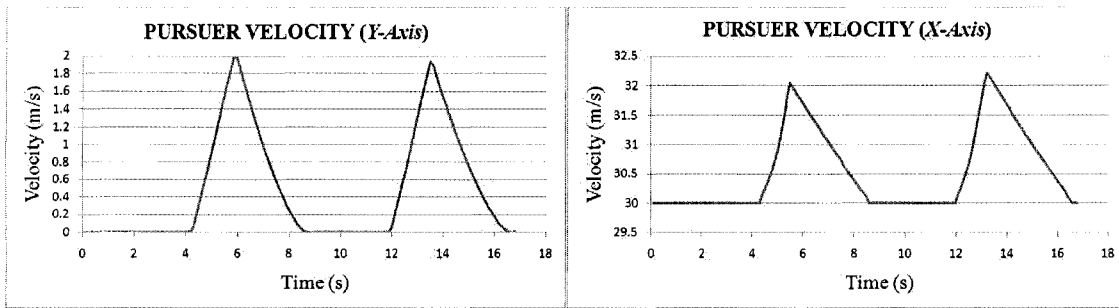 PURSUER VELOCITY (Y-Axis)
Velocity (m/s)
2
1.8
1.6
1.4
1.2
1
0.8
0.6
0.4
0.2
0
0 2 4 6 8 10 12 14 16 18
Time (s)
PURSUER VELOCITY (X-Axis)
Velocity (m/s)
32.5
32
31.5
31
30.5
30
29.5
0 2 4 6 8 10 12 14 16 18
Time (s)